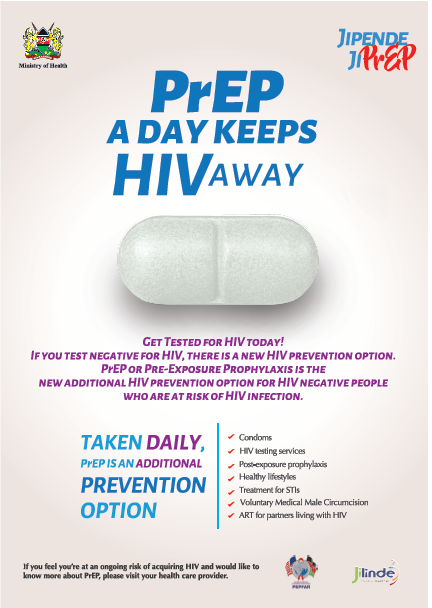 Ministry of Health
JIPENDE
JIPrEP
PrEP
A DAY KEEPS
HIV AWAY
GET TESTED FOR HIV TODAY!
IF YOU TEST NEGATIVE FOR HIV, THERE IS A NEW HIV PREVENTION OPTION.
PrEP OR PRE-EXPOSURE PROPHYLAXIS IS THE
NEW ADDITIONAL HIV PREVENTION OPTION FOR HIV NEGATIVE PEOPLE
WHO ARE AT RISK OF HIV INFECTION.
TAKEN DAILY,
PrEP IS AN ADDITIONAL
PREVENTION
OPTION
Condoms
HIV testing services
Post-exposure prophylaxis
Healthy lifestyles
Treatment for STIs
Voluntary Medical Male Circumcision
ART for partners living with HIV
If you feel you're at an ongoing risk of acquiring HIV and would like to
know more about PrEP, please visit your health care provider.
PEPFAR
Jilinde